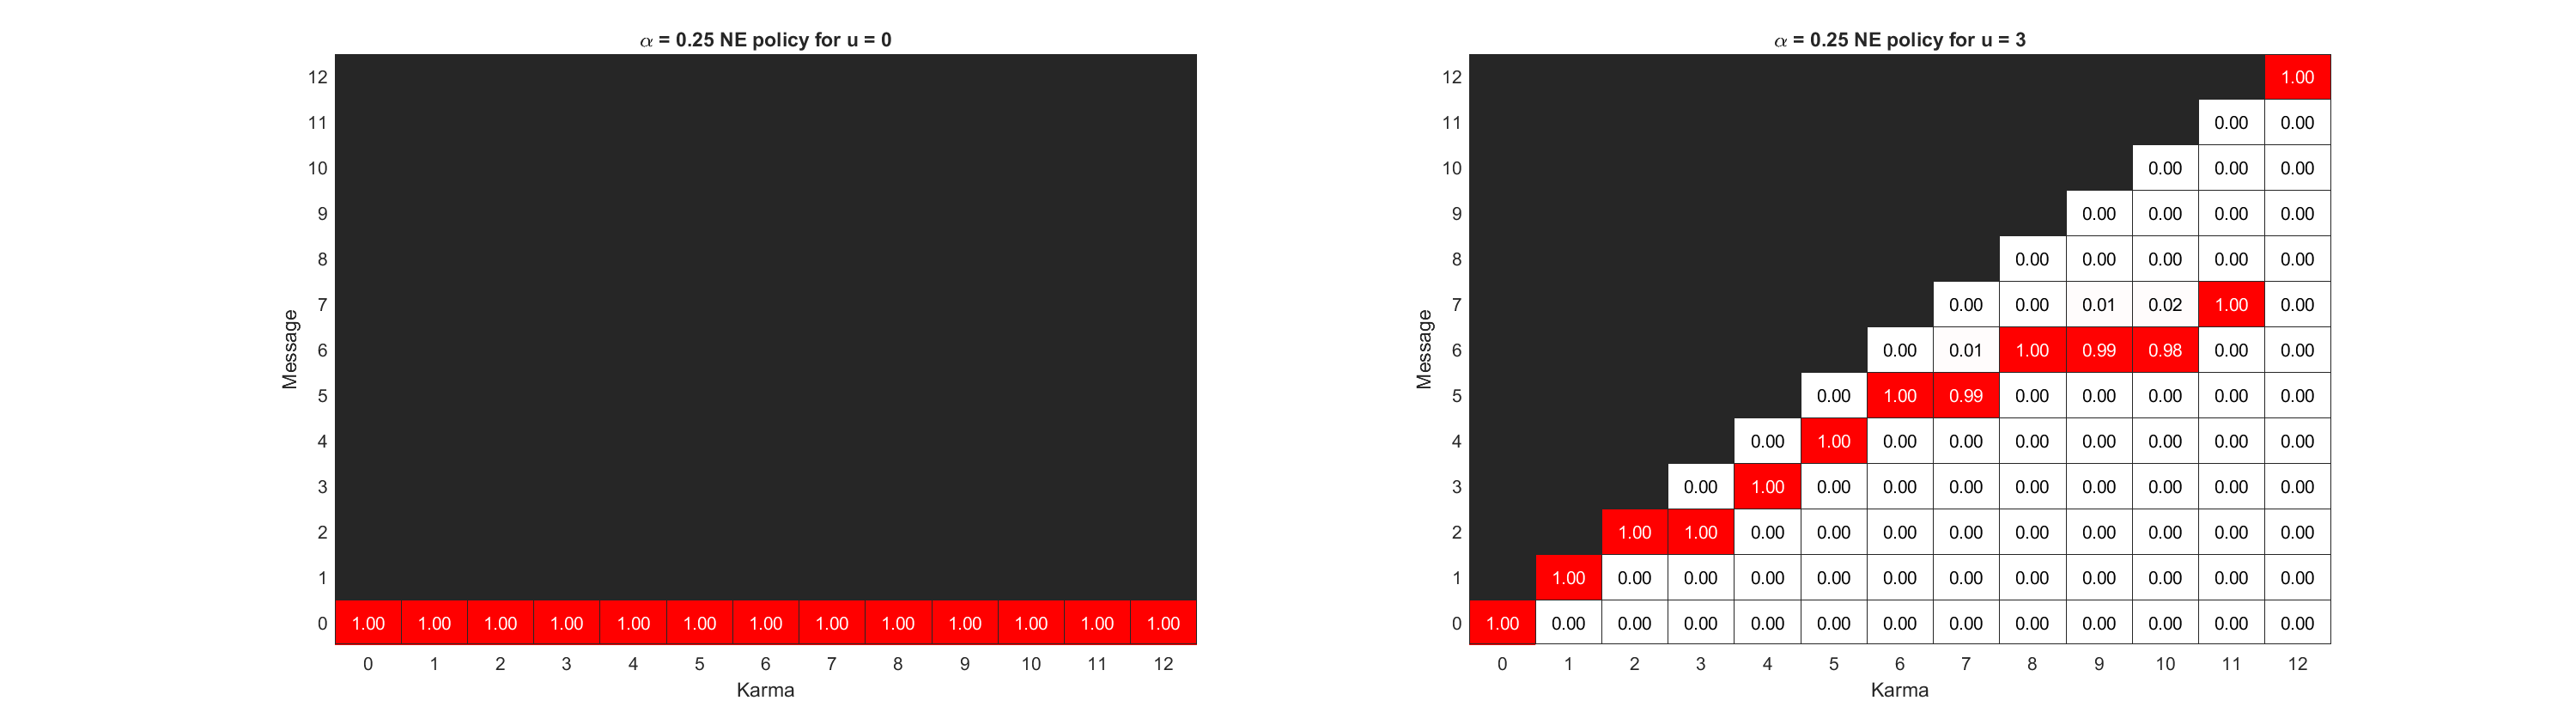 α = 0.25 NE policy for u = 0
12
11
10
9
8
7
6
5
4
3
2
1
0 1.00 1.00 1.00 1.00 1.00 1.00 1.00 1.00 1.00 1.00 1.00 1.00 1.00
0 1 2 3 4 5 6 7 8 9 10 11 12
Message
Karma
α = 0.25 NE policy for u = 3
12 1.00
11 0.00 0.00
10 0.00 0.00 0.00
9 0.00 0.00 0.00 0.00
8 0.00 0.00 0.00 0.00 0.00
7 0.00 0.00 0.01 0.02 1.00 0.00
6 0.00 0.01 1.00 0.99 0.98 0.00 0.00
5 0.00 1.00 0.99 0.00 0.00 0.00 0.00 0.00
4 0.00 1.00 0.00 0.00 0.00 0.00 0.00 0.00 0.00
3 0.00 1.00 0.00 0.00 0.00 0.00 0.00 0.00 0.00 0.00
2 1.00 1.00 0.00 0.00 0.00 0.00 0.00 0.00 0.00 0.00 0.00
1 1.00 0.00 0.00 0.00 0.00 0.00 0.00 0.00 0.00 0.00 0.00 0.00
0 1.00 0.00 0.00 0.00 0.00 0.00 0.00 0.00 0.00 0.00 0.00 0.00 0.00
0 1 2 3 4 5 6 7 8 9 10 11 12
Message
Karma